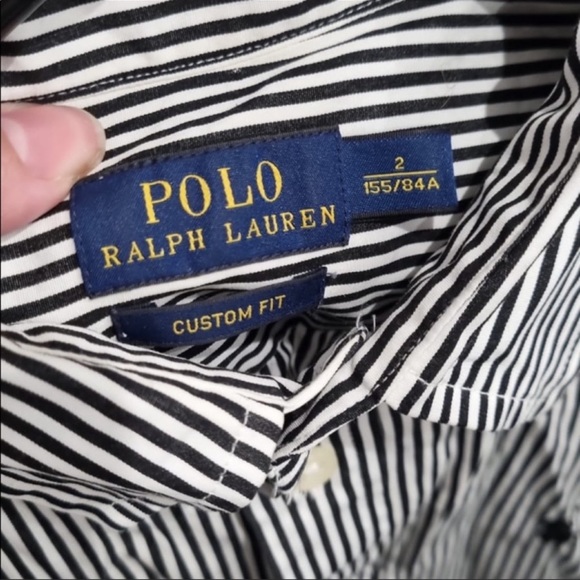 POLO
RALPH LAUREN
2
155/84A
CUSTOM FIT